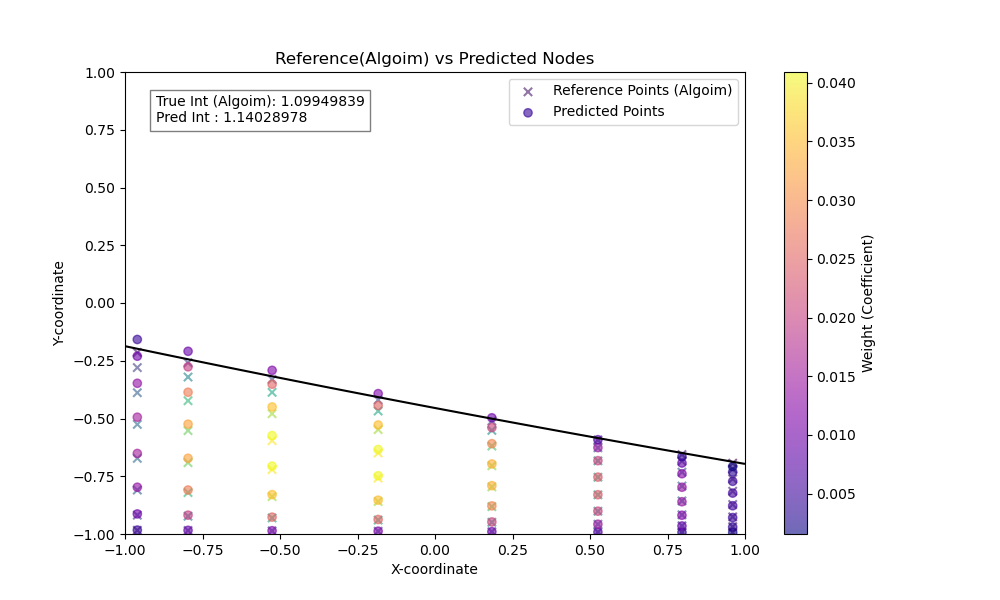 Reference(Algoim) vs Predicted Nodes
True Int (Algoim): 1.09949839
Pred Int : 1.14028978
Reference Points (Algoim)
Predicted Points
Y-coordinate
1.00
0.75
0.50
0.25
0.00
−0.25
−0.50
−0.75
−1.00
−1.00 −0.75 −0.50 −0.25 0.00 0.25 0.50 0.75 1.00
X-coordinate
0.040
0.035
0.030
0.025
0.020
0.015
0.010
0.005
Weight (Coefficient)